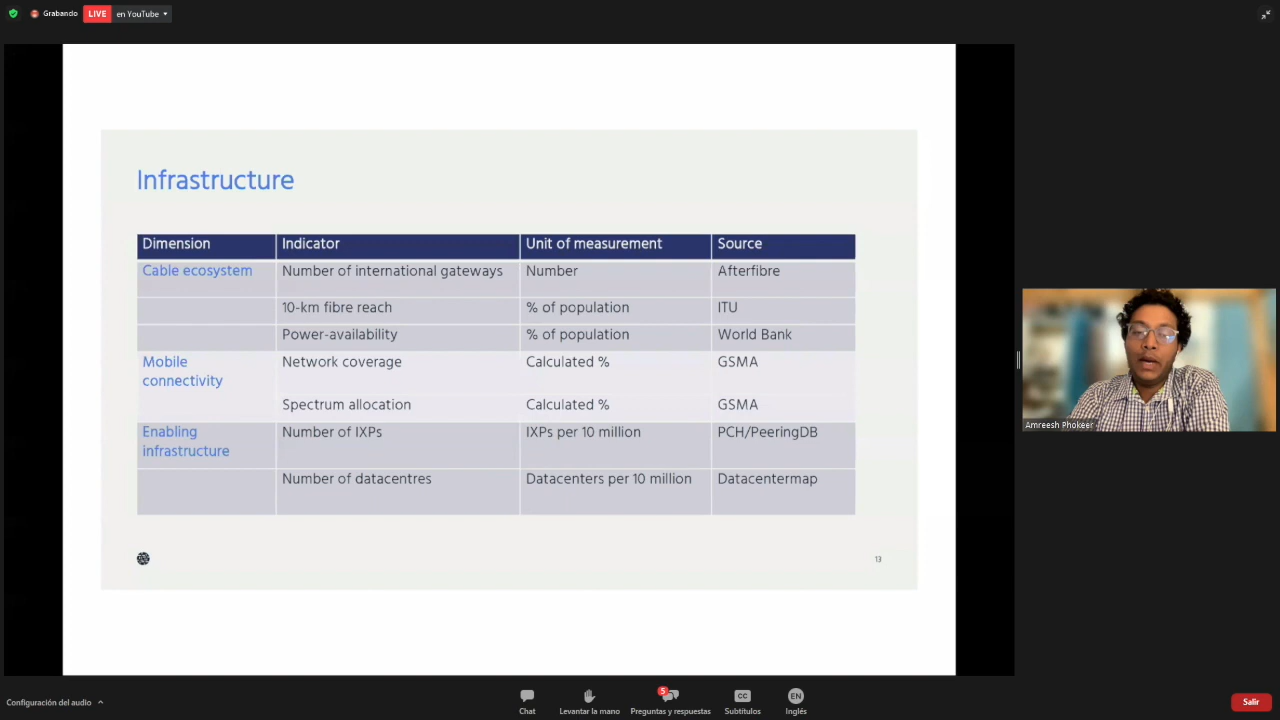 Grabando
LIVE
en YouTube
Infrastructure
Dimension Indicator Unit of measurement Source
Cable ecosystem Number of international gateways Number Afterfibre
10-km fibre reach % of population ITU
Power-availability % of population World Bank
Mobile connectivity Network coverage Calculated % GSMA
Spectrum allocation Calculated % GSMA
Enabling infrastructure Number of IXPs IXPs per 10 million PCH/PeeringDB
Number of datacentres Datacenters per 10 million Datacentermap
13
Amreesh Phokeer
Configuración del audio
Chat
Levantar la mano
5
Preguntas y respuestas
CC
Subtítulos
EN
Inglés
Salir